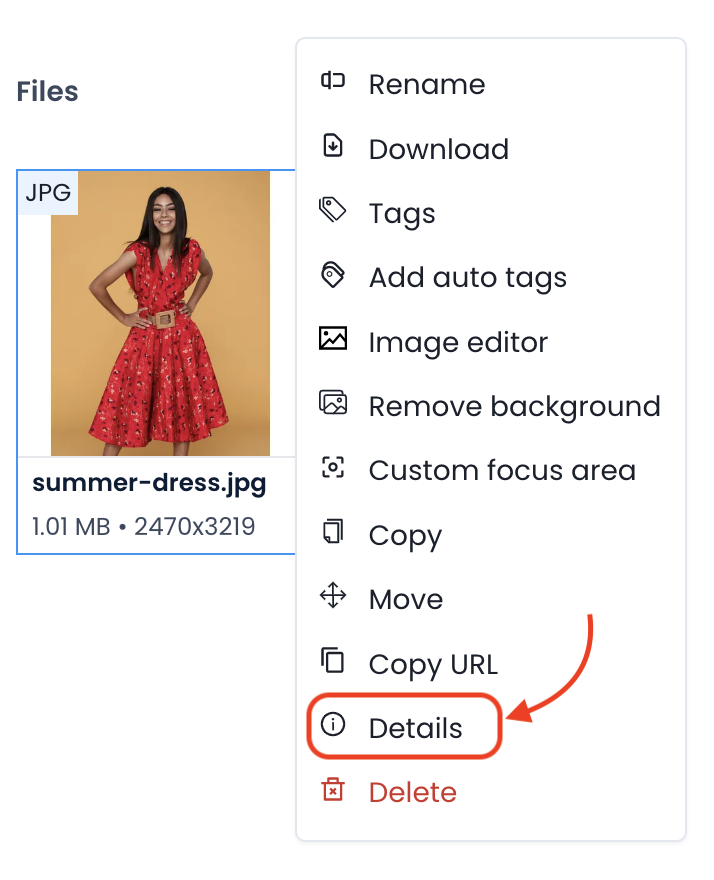 Files
JPG
summer-dress.jpg
1.01 MB • 2470x3219
Rename
Download
Tags
Add auto tags
Image editor
Remove background
Custom focus area
Copy
Move
Copy URL
Details
Delete